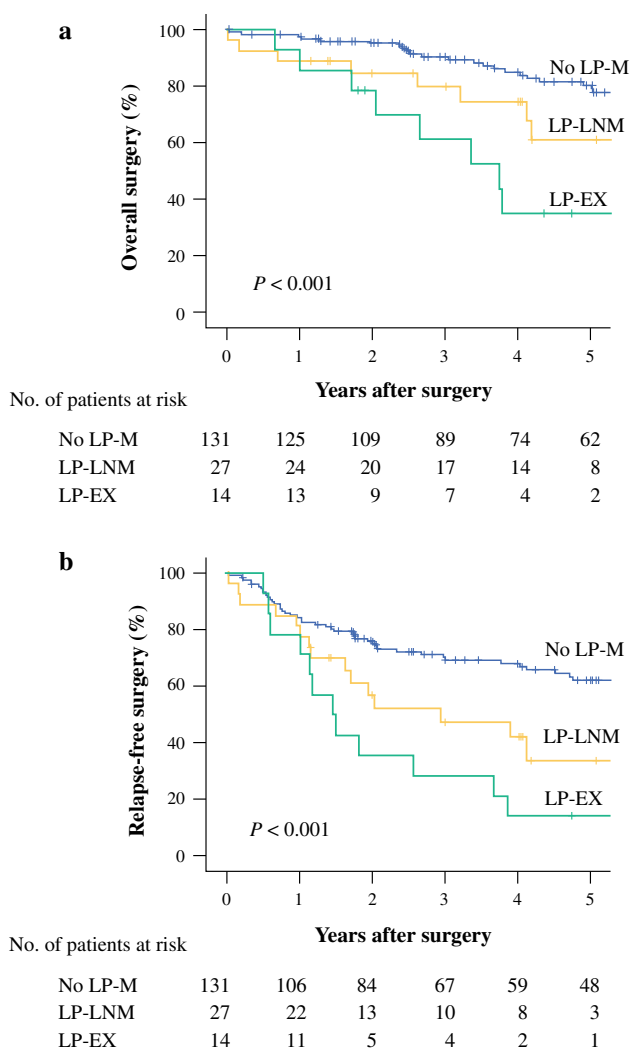 a
100
80
60
40
20
0
Overall surgery (%)
No LP-M
LP-LNM
LP-EX
P < 0.001
0 1 2 3 4 5
Years after surgery
No. of patients at risk
No LP-M 131 125 109 89 74 62
LP-LNM 27 24 20 17 14 8
LP-EX 14 13 9 7 4 2
b
100
80
60
40
20
0
Relapse-free surgery (%)
No LP-M
LP-LNM
LP-EX
P < 0.001
0 1 2 3 4 5
Years after surgery
No. of patients at risk
No LP-M 131 106 84 67 59 48
LP-LNM 27 22 13 10 8 3
LP-EX 14 11 5 4 2 1